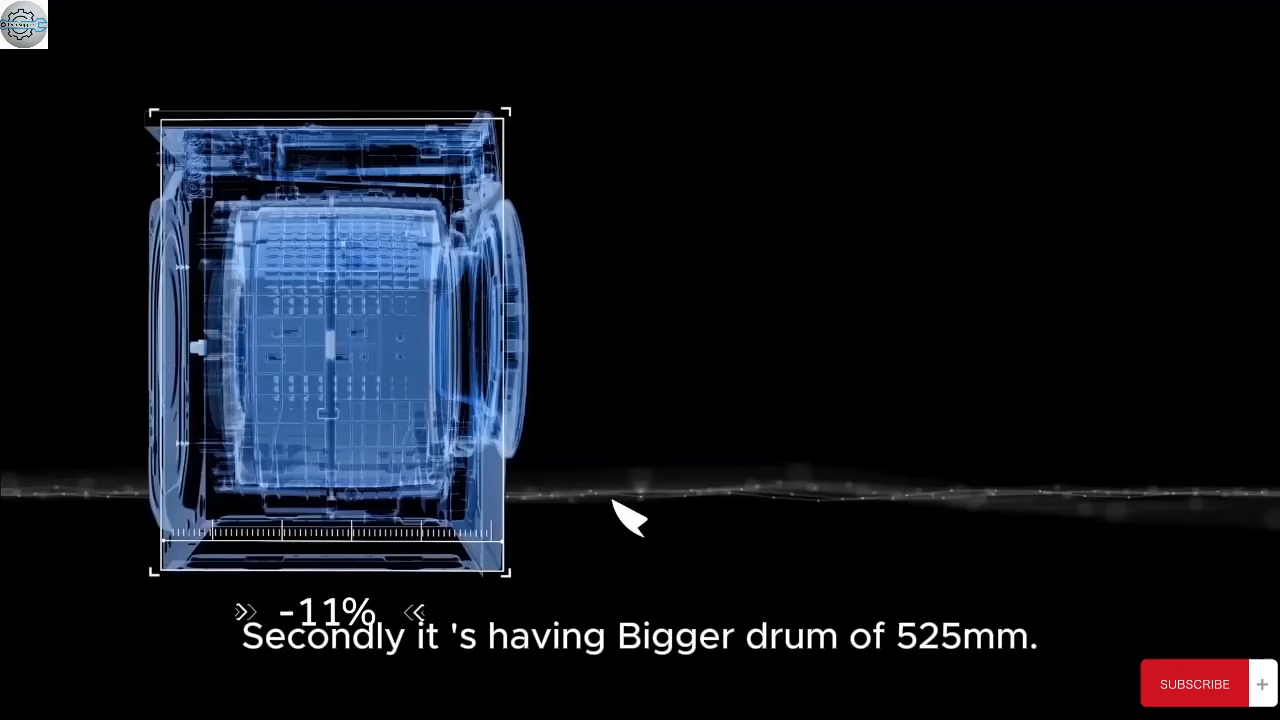 -11%
Secondly it 's having Bigger drum of 525mm.
SUBSCRIBE +